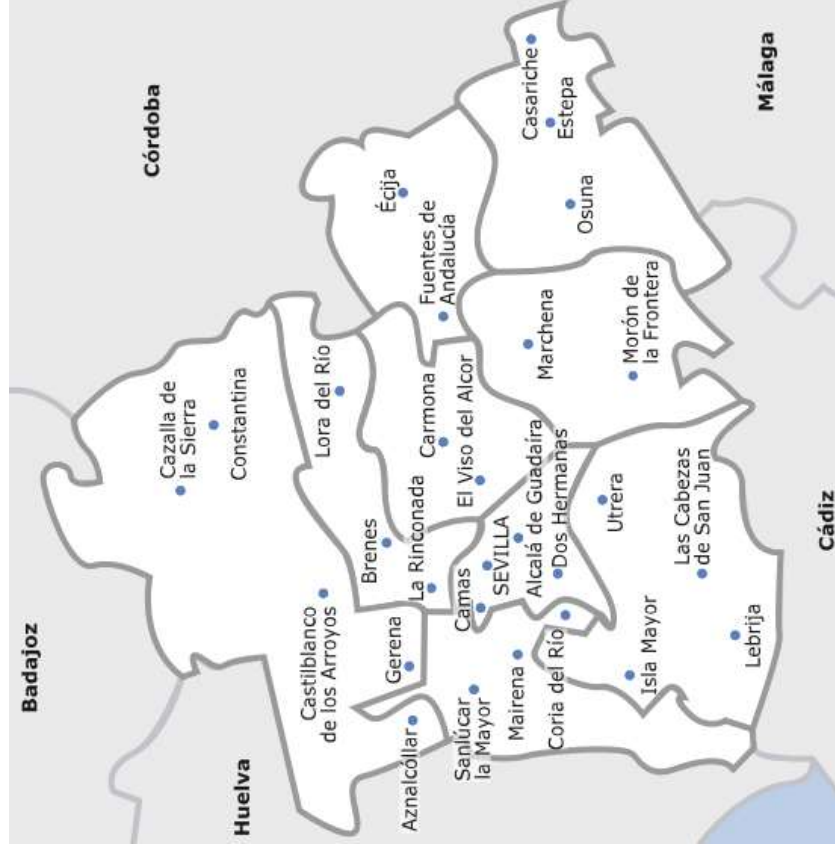 Badajoz
Huelva
Córdoba
Málaga
Cádiz
Cazalla de
la Sierra
Constantina
Lora del Río
Écija
Fuentes de
Andalucía
Casariche
Estepa
Osuna
Castilblanco
de los Arroyos
Brenes
La Rinconada
Carmona
El Viso del Alcor
Marchena
Morón de
la Frontera
Gerena
Aznalcóllar
Camas
SEVILLA
Alcalá de Guadaíra
Dos Hermanas
Sanlúcar
la Mayor
Mairena
Coria del Río
Utrera
Isla Mayor
Las Cabezas
de San Juan
Lebrija